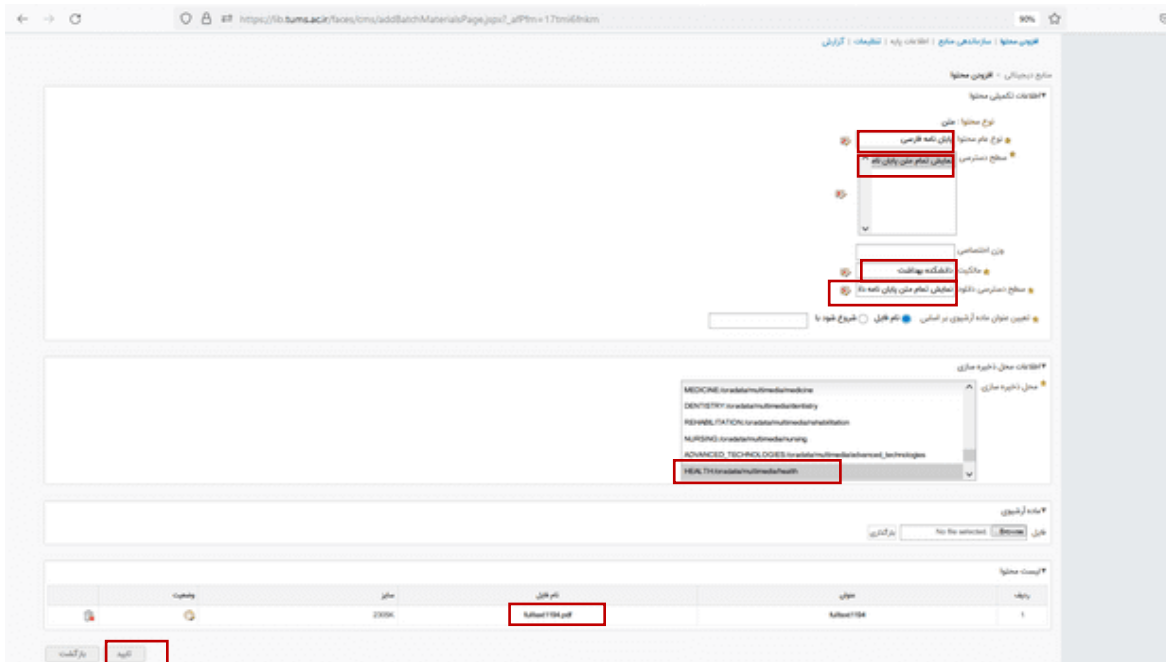 https://lib.tums.ac.ir/faces/cms/addBatchMaterialsPage.jspx?_afPfm=17tmi6fnkm
90%
افزودن محتوا | سازماندهی منابع | اطلاعات پایه | تنظیمات | گزارش
منابع دیجیتالی > افزودن محتوا
اطلاعات تکمیلی محتوا
نوع محتوا: متن
نوع عام محتوا پایان نامه فارسی
سطح دسترسی نمایش تمام متن پایان نامه
وزن اختصاصی
مالکیت دانشکده بهداشت
سطح دسترسی دانلود نمایش تمام متن پایان نامه دا
تعیین عنوان ماده آرشیوی بر اساس نام فایل شروع شود با
اطلاعات محل ذخیره سازی
محل ذخیره سازی
MEDICINE:/oradata/multimedia/medicine
DENTISTRY:/oradata/multimedia/dentistry
REHABILITATION:/oradata/multimedia/rehabilitation
NURSING:/oradata/multimedia/nursing
ADVANCED_TECHNOLOGIES:/oradata/multimedia/advanced_technologies
HEALTH:/oradata/multimedia/health
ماده آرشیوی
فایل Browse... No file selected. بارگذاری
لیست محتوا
ردیف عنوان نام فایل سایز وضعیت
1 fulltext1194 fulltext1194.pdf 2309K
تایید بازگشت